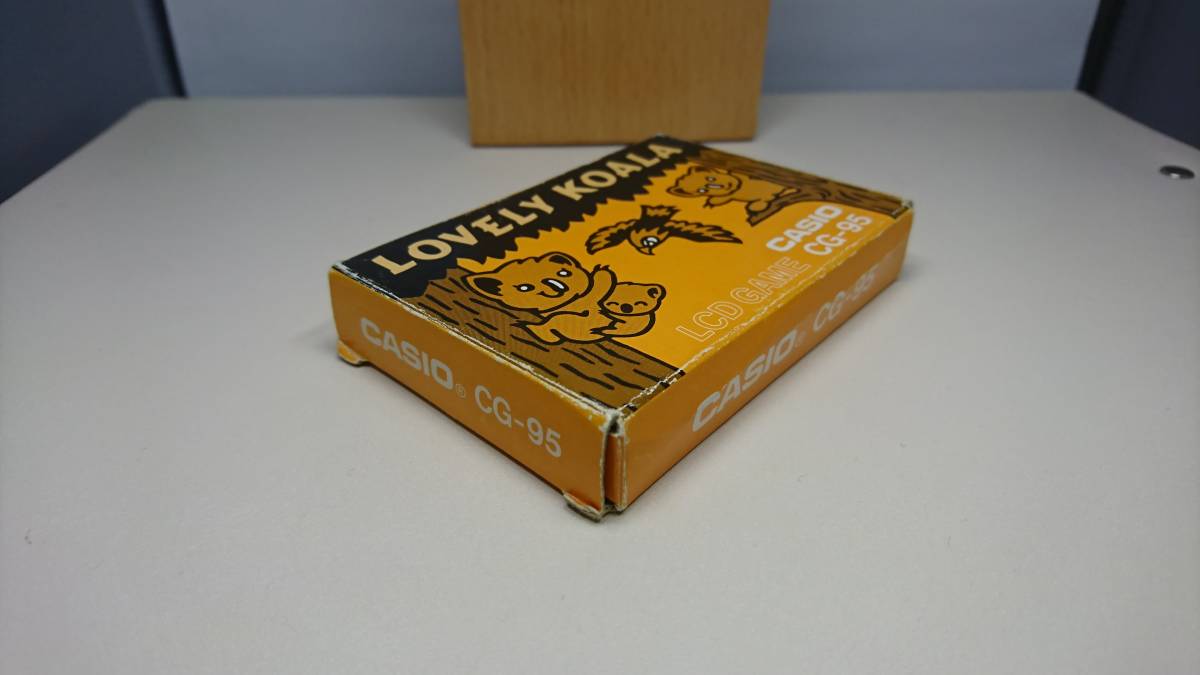 LOVELY KOALA
CASIO
CG-95
LCD GAME
CASIO® CG-95
CASIO® CG-95